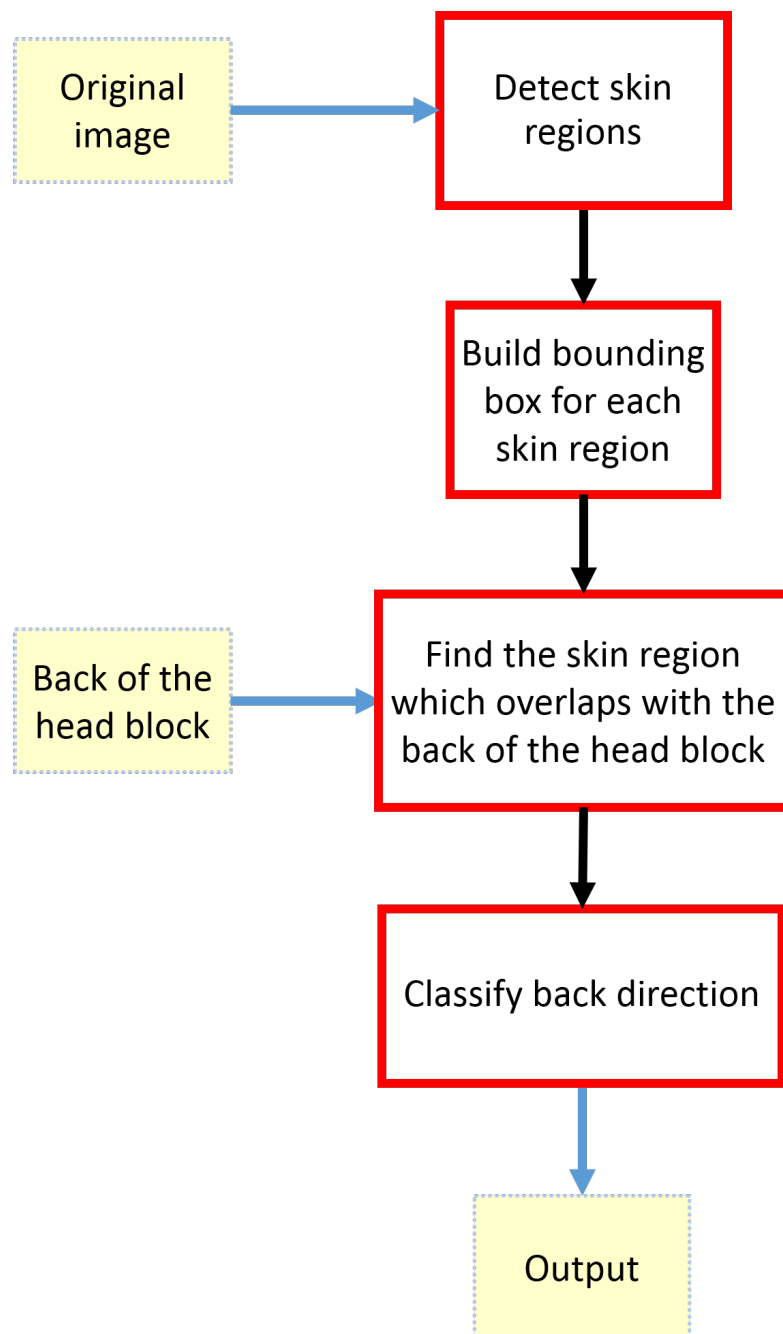 Original
image
Detect skin
regions
Build bounding
box for each
skin region
Back of the
head block
Find the skin region
which overlaps with the
back of the head block
Classify back direction
Output